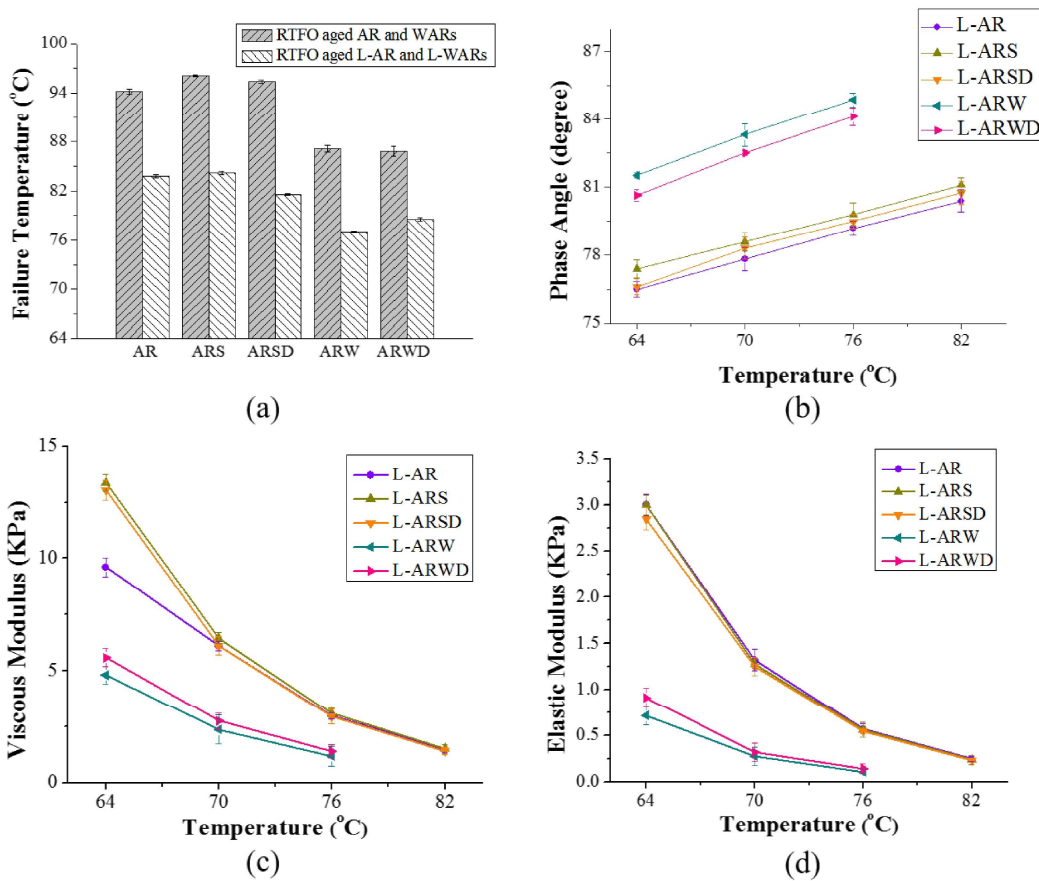 RTFO aged AR and WARs
RTFO aged L-AR and L-WARs
Failure Temperature (°C)
100
94
88
82
76
70
64
AR ARS ARSD ARW ARWD
(a)
L-AR
L-ARS
L-ARSD
L-ARW
L-ARWD
Phase Angle (degree)
87
84
81
78
75
64 70 76 82
Temperature (°C)
(b)
L-AR
L-ARS
L-ARSD
L-ARW
L-ARWD
Viscous Modulus (KPa)
15
10
5
0
64 70 76 82
Temperature (°C)
(c)
L-AR
L-ARS
L-ARSD
L-ARW
L-ARWD
Elastic Modulus (KPa)
3.5
3.0
2.5
2.0
1.5
1.0
0.5
0.0
64 70 76 82
Temperature (°C)
(d)